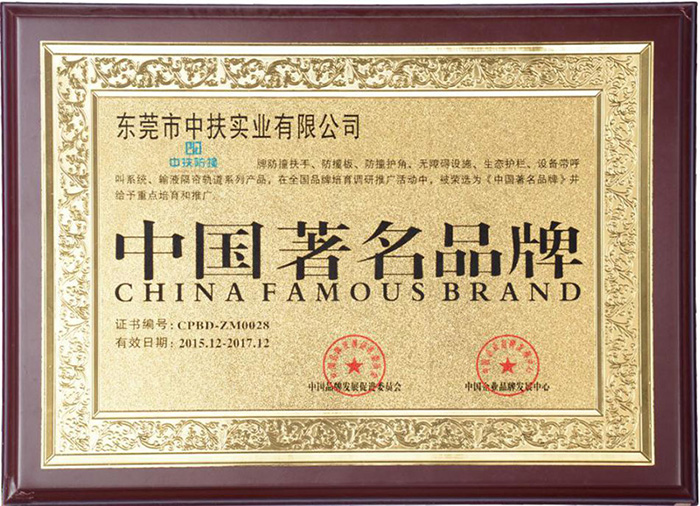 东莞市中扶实业有限公司
中扶防撞 牌防撞扶手、防撞板、防撞护角、无障碍设施、生态护栏、设备带呼
叫系统、输液隔帘轨道系列产品，在全国品牌培育调研推广活动中，被荣选为《中国著名品牌》并
给予重点培育和推广。
中国著名品牌
CHINA FAMOUS BRAND
证书编号: CPBD-ZM0028
有效日期: 2015.12-2017.12
中国品牌发展促进委员会 中国企业品牌发展中心